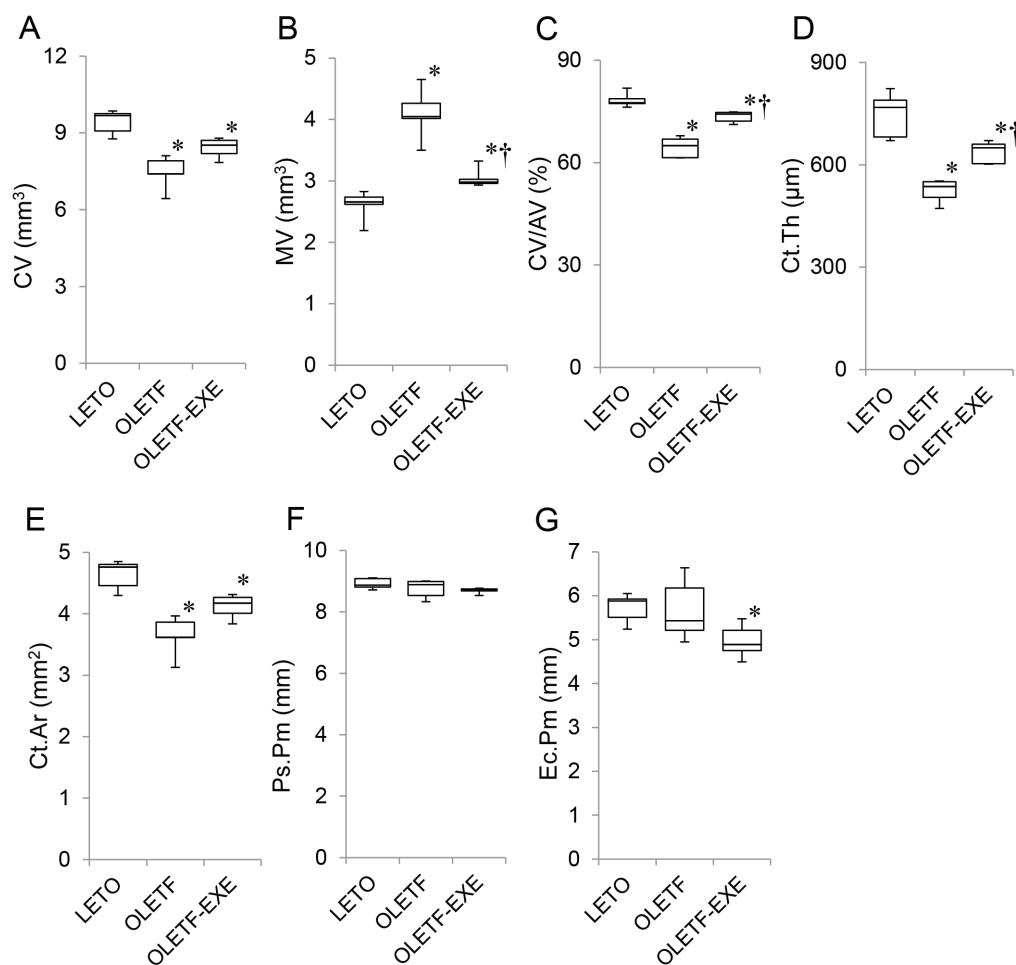 A
CV (mm³)
12
9
6
3
0
*
*
LETO
OLETF
OLETF-EXE
B
MV (mm³)
5
4
3
2
1
0
*
*†
LETO
OLETF
OLETF-EXE
C
CV/AV (%)
90
60
30
0
*
*†
LETO
OLETF
OLETF-EXE
D
Ct.Th (μm)
900
600
300
0
*
*†
LETO
OLETF
OLETF-EXE
E
Ct.Ar (mm²)
5
4
3
2
1
0
*
*
LETO
OLETF
OLETF-EXE
F
Ps.Pm (mm)
10
8
6
4
2
0
LETO
OLETF
OLETF-EXE
G
Ec.Pm (mm)
7
6
5
4
3
2
1
0
*
LETO
OLETF
OLETF-EXE